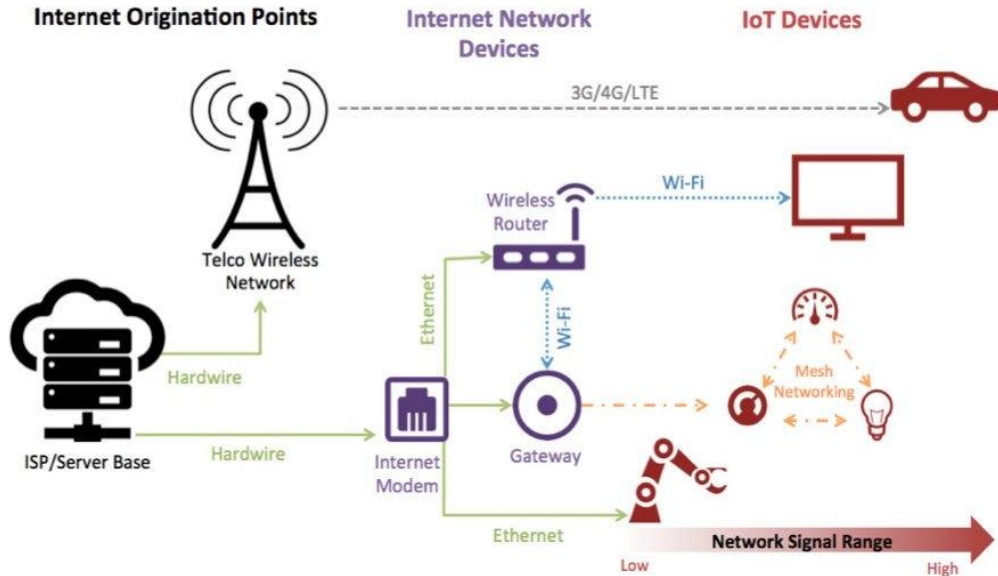 Internet Origination Points
Internet Network
Devices
IoT Devices
3G/4G/LTE
Wi-Fi
Wireless
Router
Telco Wireless
Network
Ethernet
Wi-Fi
Hardwire
Mesh
Networking
ISP/Server Base
Hardwire
Internet
Modem
Gateway
Ethernet
Network Signal Range
Low
High